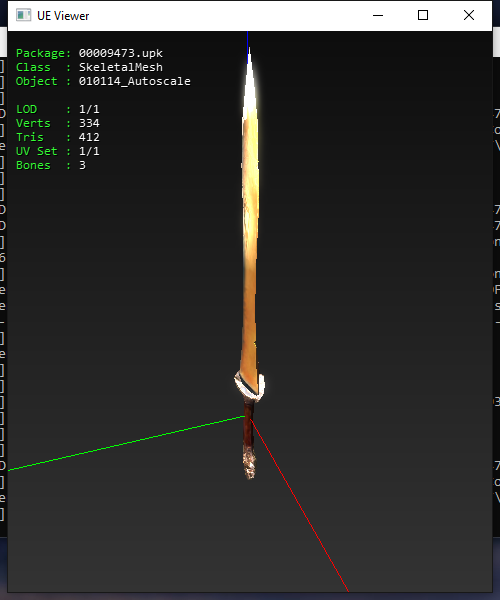 UE Viewer
Package: 00009473.upk
Class  : SkeletalMesh
Object : 010114_Autoscale
LOD    : 1/1
Verts  : 334
Tris   : 412
UV Set : 1/1
Bones  : 3